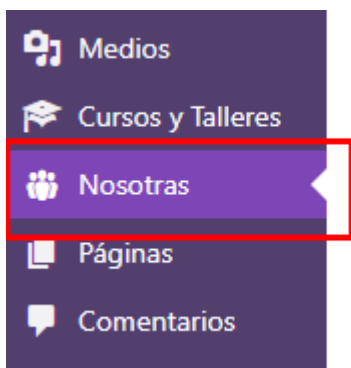 Medios
Cursos y Talleres
Nosotras
Páginas
Comentarios